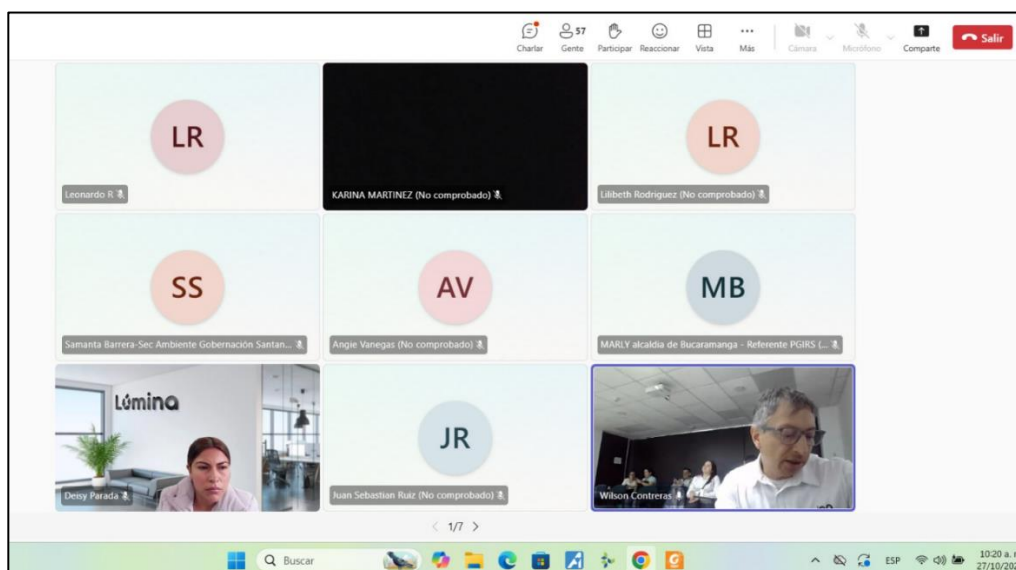 57
Charlar Gente Participar Reaccionar Vista Más Cámara Micrófono Comparte Salir
LR
Leonardo R
KARINA MARTINEZ (No comprobado)
LR
Lilibeth Rodriguez (No comprobado)
SS
Samanta Barrera-Sec Ambiente Gobernación Santan...
AV
Angie Vanegas (No comprobado)
MB
MARLY alcaldia de Bucaramanga - Referente PGIRS (...
Lúmina
Deisy Parada
JR
Juan Sebastian Ruiz (No comprobado)
Wilson Contreras
1/7
Buscar
ESP
10:20 a.
27/10/202